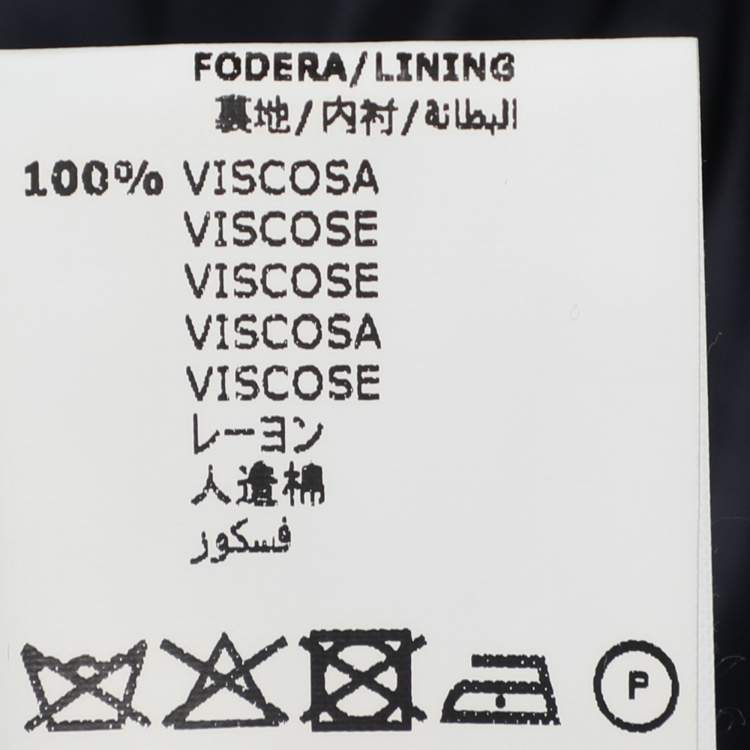 FODERA/LINING
裏地/内衬/البطانة
100% VISCOSA
VISCOSE
VISCOSE
VISCOSA
VISCOSE
レーヨン
人造棉
فسكوز
P